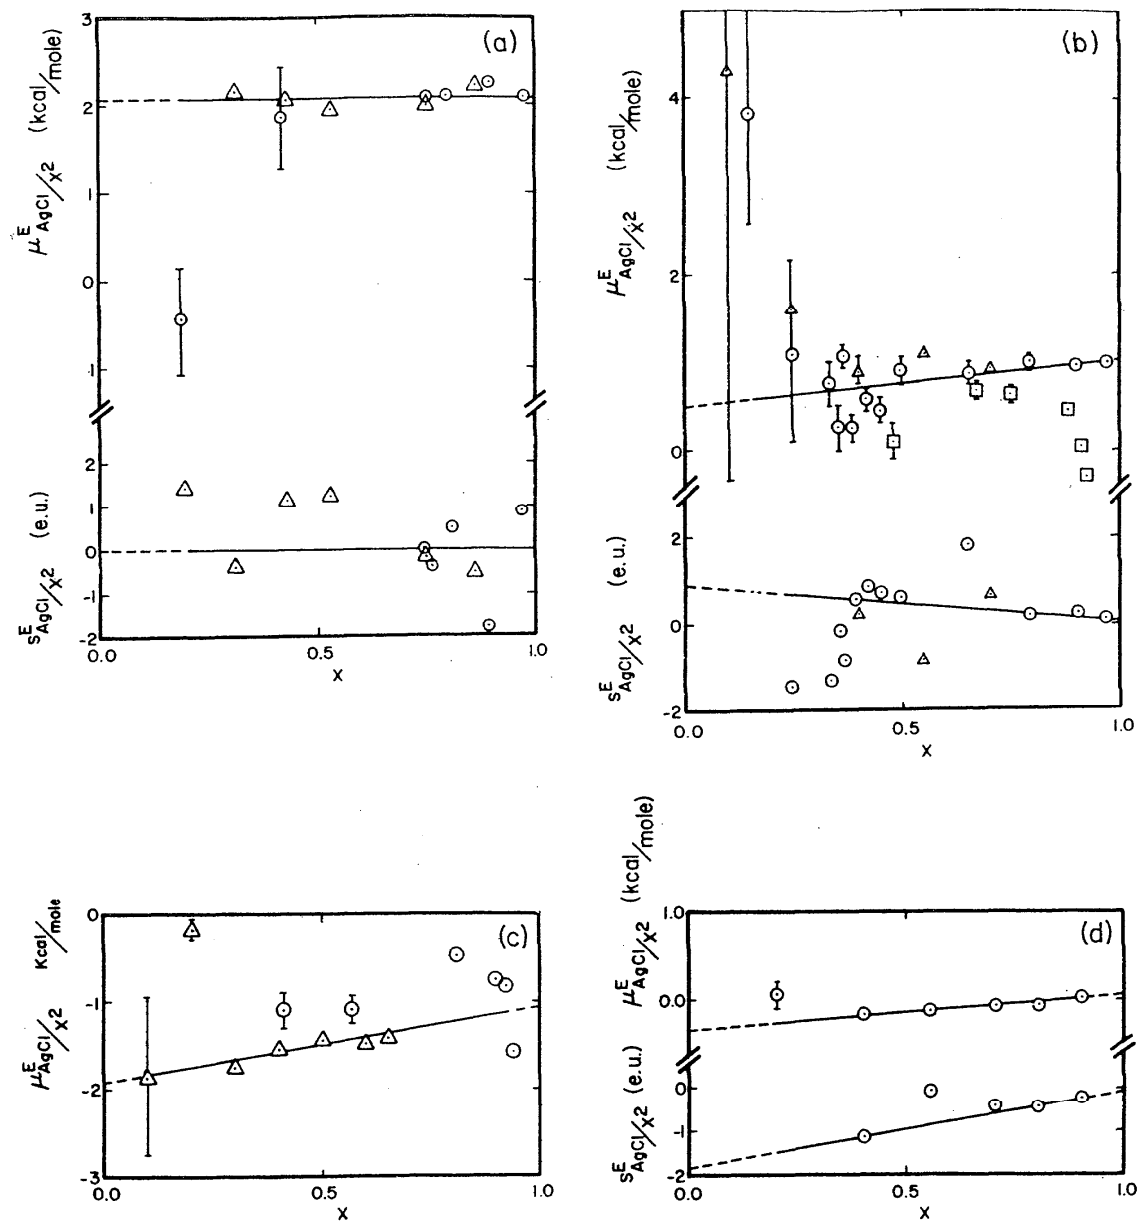 (a)
μ^E_AgCl/x² (kcal/mole)
3
2
1
0
1
s^E_AgCl/x² (e.u.)
2
1
0
-1
-2
0.0 0.5 1.0
x
(b)
μ^E_AgCl/x² (kcal/mole)
4
2
0
s^E_AgCl/x² (e.u.)
2
0
-2
0.0 0.5 1.0
x
(c)
μ^E_AgCl/x² Kcal/mole
0
-1
-2
-3
0.0 0.5 1.0
x
(d)
μ^E_AgCl/x² (kcal/mole)
1.0
0.0
s^E_AgCl/x² (e.u.)
0
-1
-2
0.0 0.5 1.0
x